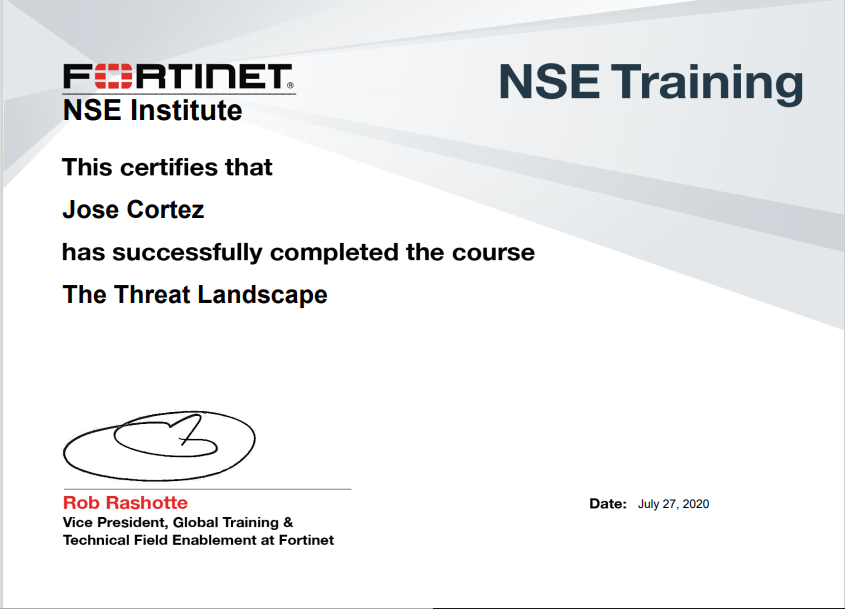 FORTINET®
NSE Institute
NSE Training
This certifies that
Jose Cortez
has successfully completed the course
The Threat Landscape
Rob Rashotte
Vice President, Global Training &
Technical Field Enablement at Fortinet
Date: July 27, 2020